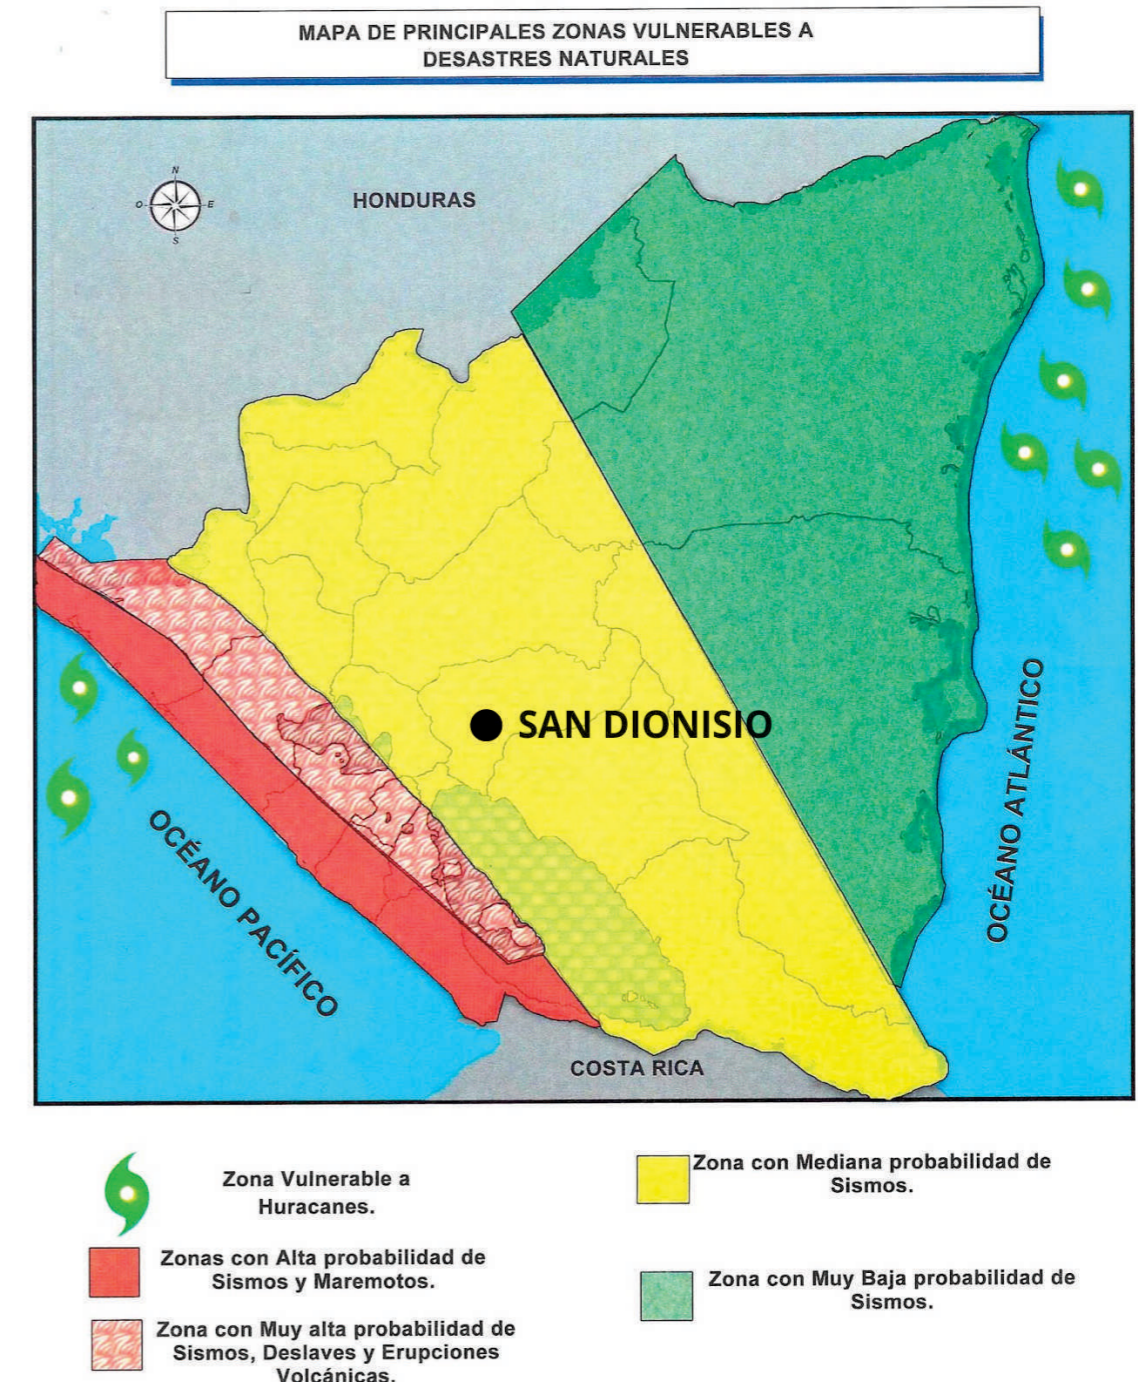 MAPA DE PRINCIPALES ZONAS VULNERABLES A
DESASTRES NATURALES
N
O
E
S
HONDURAS
SAN DIONISIO
OCÉANO PACÍFICO
OCÉANO ATLÁNTICO
COSTA RICA
Zona Vulnerable a
Huracanes.
Zonas con Alta probabilidad de
Sismos y Maremotos.
Zona con Muy alta probabilidad de
Sismos, Deslaves y Erupciones
Volcánicas.
Zona con Mediana probabilidad de
Sismos.
Zona con Muy Baja probabilidad de
Sismos.